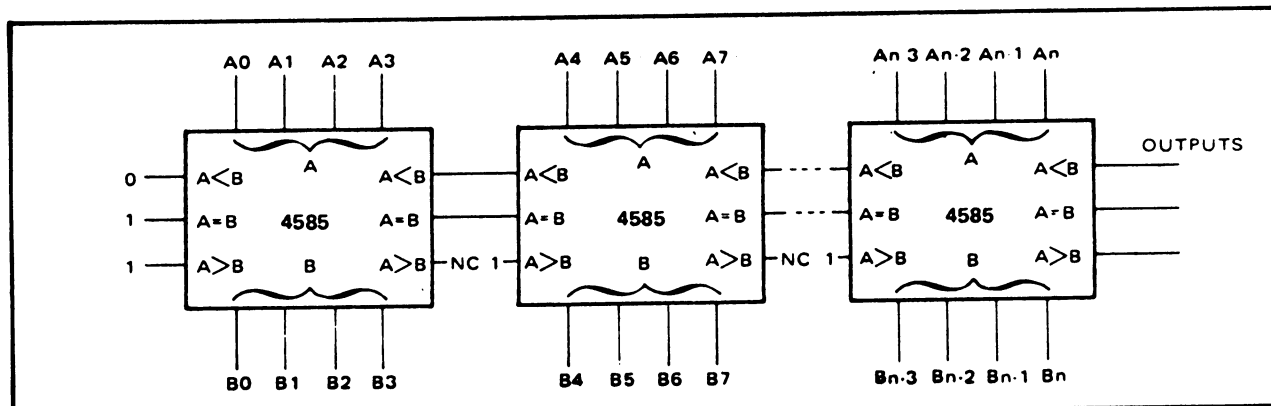 A0 A1 A2 A3 A4 A5 A6 A7 An-3 An-2 An-1 An
OUTPUTS
0 A<B A A<B A<B A A<B A<B A A<B
1 A=B 4585 A=B A=B 4585 A=B A=B 4585 A=B
1 A>B B A>B NC 1 A>B B A>B NC 1 A>B B A>B
B0 B1 B2 B3 B4 B5 B6 B7 Bn-3 Bn-2 Bn-1 Bn